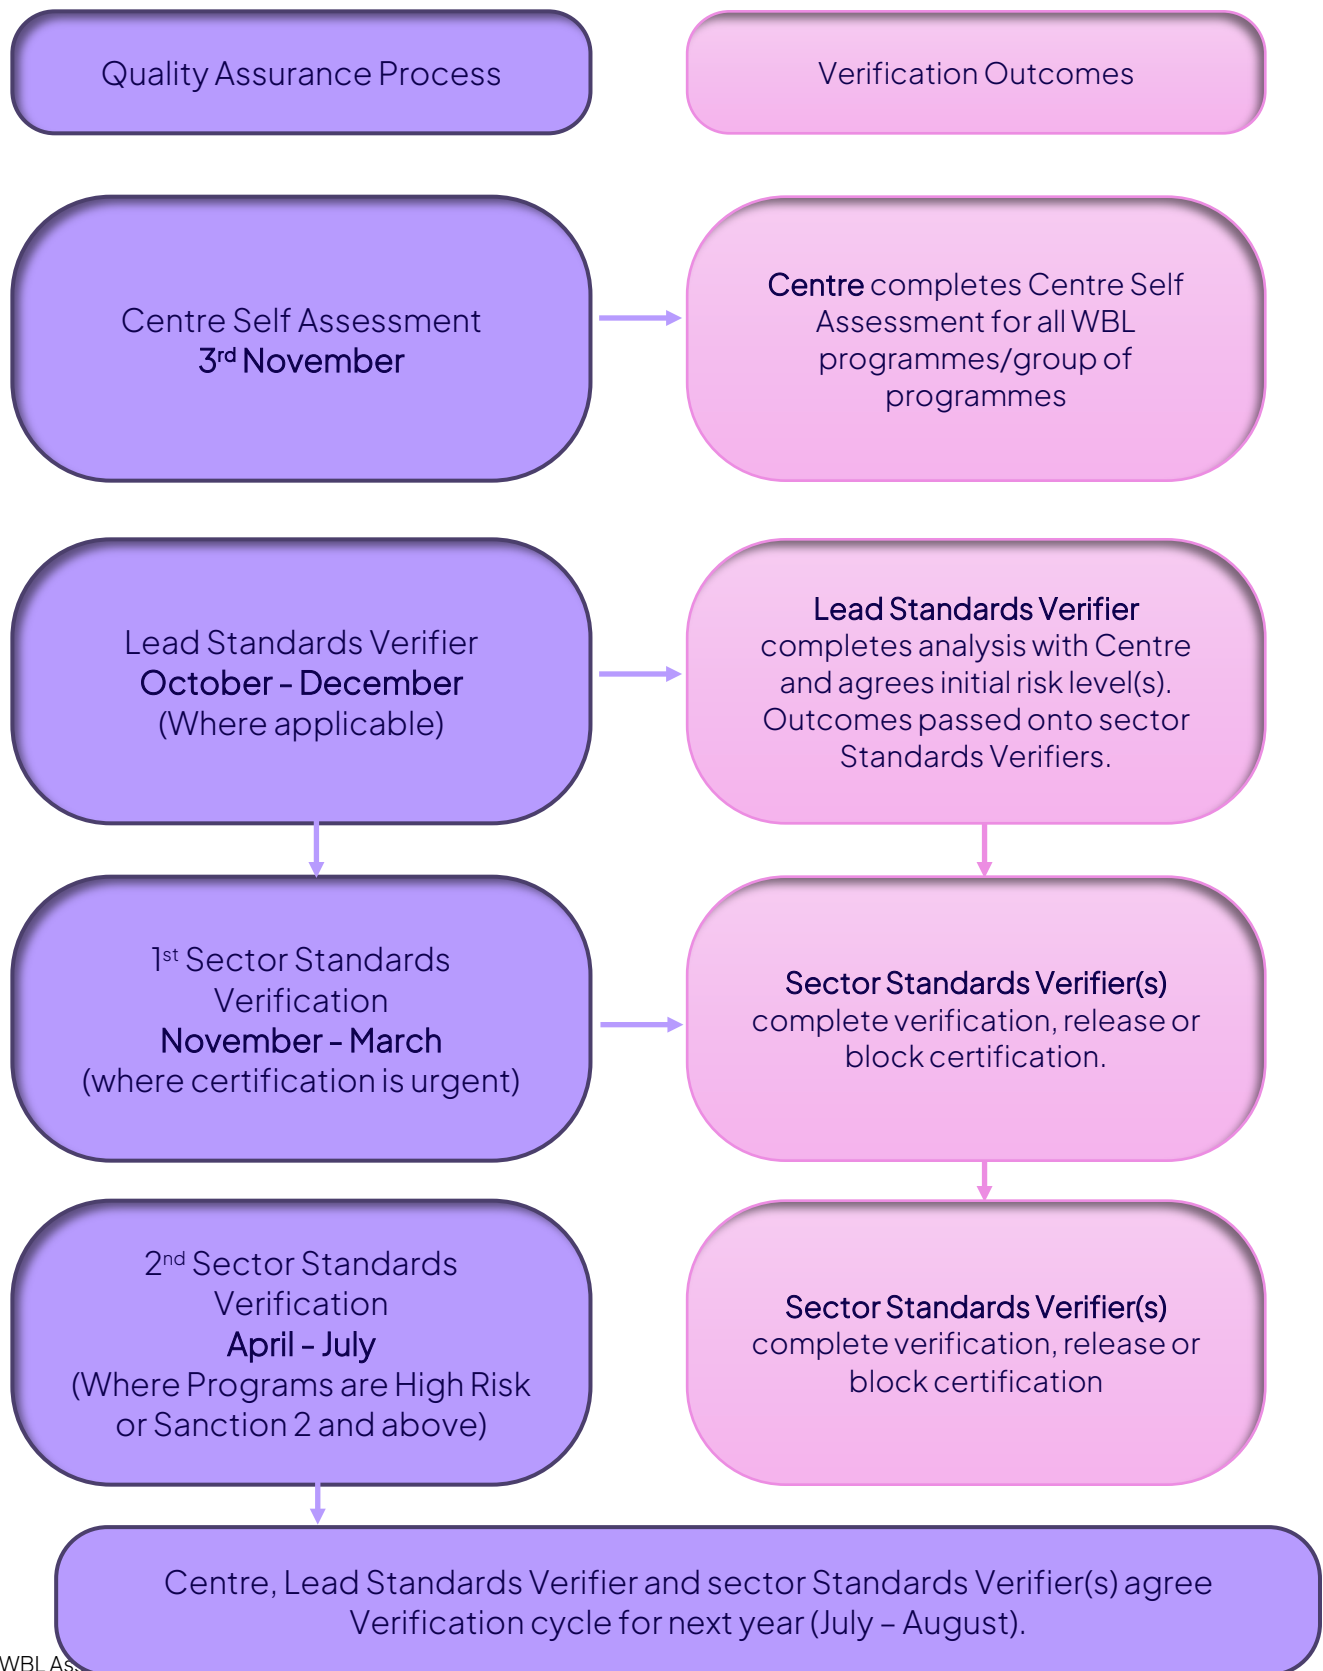 Quality Assurance Process
Verification Outcomes
Centre Self Assessment
3rd November
Centre completes Centre Self
Assessment for all WBL
programmes/group of
programmes
Lead Standards Verifier
October - December
(Where applicable)
Lead Standards Verifier
completes analysis with Centre
and agrees initial risk level(s).
Outcomes passed onto sector
Standards Verifiers.
1st Sector Standards
Verification
November - March
(where certification is urgent)
Sector Standards Verifier(s)
complete verification, release or
block certification.
2nd Sector Standards
Verification
April - July
(Where Programs are High Risk
or Sanction 2 and above)
Sector Standards Verifier(s)
complete verification, release or
block certification
Centre, Lead Standards Verifier and sector Standards Verifier(s) agree
Verification cycle for next year (July – August).
WBL